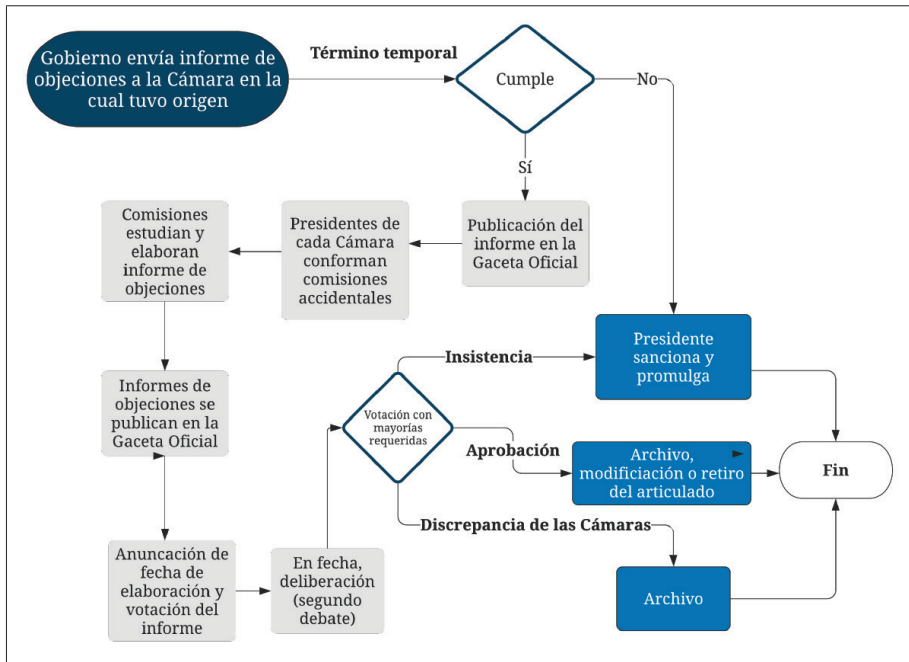 Gobierno envía informe de
objeciones a la Cámara en la
cual tuvo origen
Término temporal
Cumple
No
Sí
Publicación del
informe en la
Gaceta Oficial
Presidentes de
cada Cámara
conforman
comisiones
accidentales
Comisiones
estudian y
elaboran
informe de
objeciones
Informes de
objeciones se
publican en la
Gaceta Oficial
Anuncación de
fecha de
elaboración y
votación del
informe
En fecha,
deliberación
(segundo
debate)
Votación con
mayorías
requeridas
Insistencia
Presidente
sanciona y
promulga
Aprobación
Archivo,
modificiación o retiro
del articulado
Discrepancia de las Cámaras
Archivo
Fin